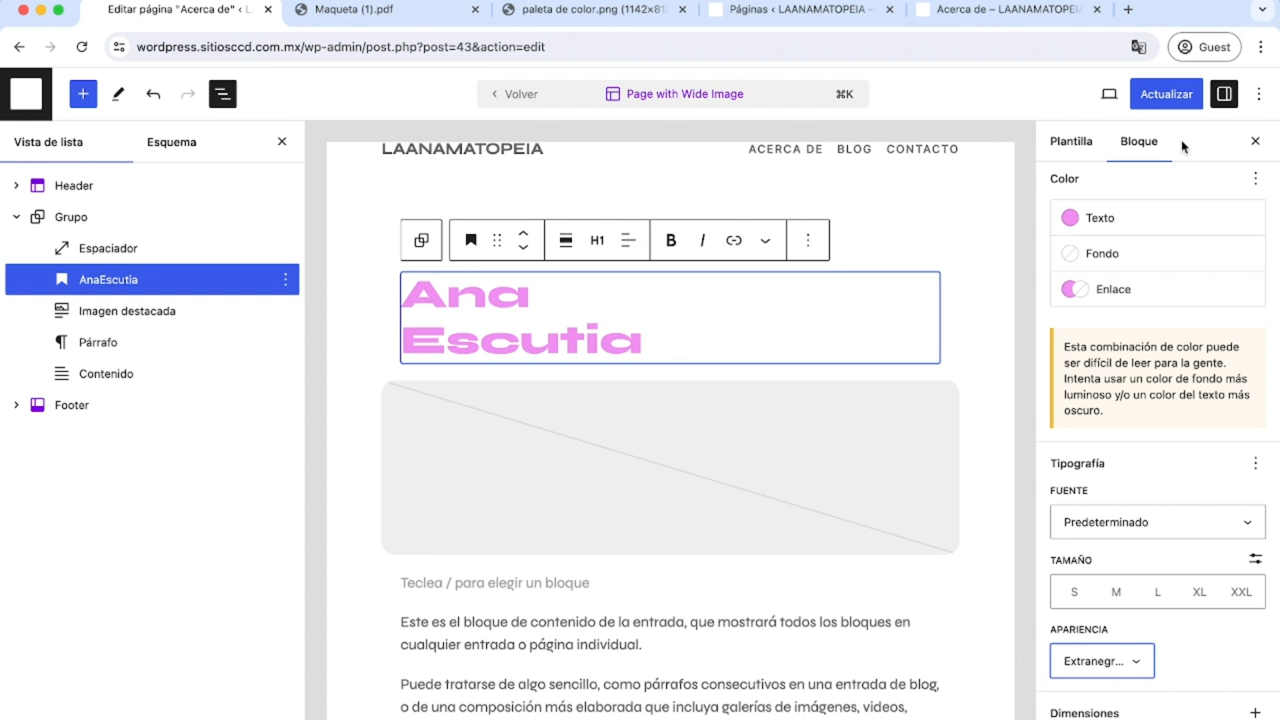 Editar página "Acerca de" ‹ L
Maqueta (1).pdf
paleta de color.png (1142×81
Páginas ‹ LAANAMATOPEIA –
Acerca de – LAANAMATOPEIA
wordpress.sitiosccd.com.mx/wp-admin/post.php?post=43&action=edit
Guest
Volver
Page with Wide Image
⌘K
Actualizar
Vista de lista
Esquema
Header
Grupo
Espaciador
AnaEscutia
Imagen destacada
Párrafo
Contenido
Footer
LAANAMATOPEIA
ACERCA DE BLOG CONTACTO
H1
B
I
Ana
Escutia
Teclea / para elegir un bloque
Este es el bloque de contenido de la entrada, que mostrará todos los bloques en
cualquier entrada o página individual.
Puede tratarse de algo sencillo, como párrafos consecutivos en una entrada de blog,
o de una composición más elaborada que incluya galerías de imágenes, videos,
Plantilla
Bloque
Color
Texto
Fondo
Enlace
Esta combinación de color puede
ser difícil de leer para la gente.
Intenta usar un color de fondo más
luminoso y/o un color del texto más
oscuro.
Tipografía
FUENTE
Predeterminado
TAMAÑO
S M L XL XXL
APARIENCIA
Extranegr...
Dimensiones